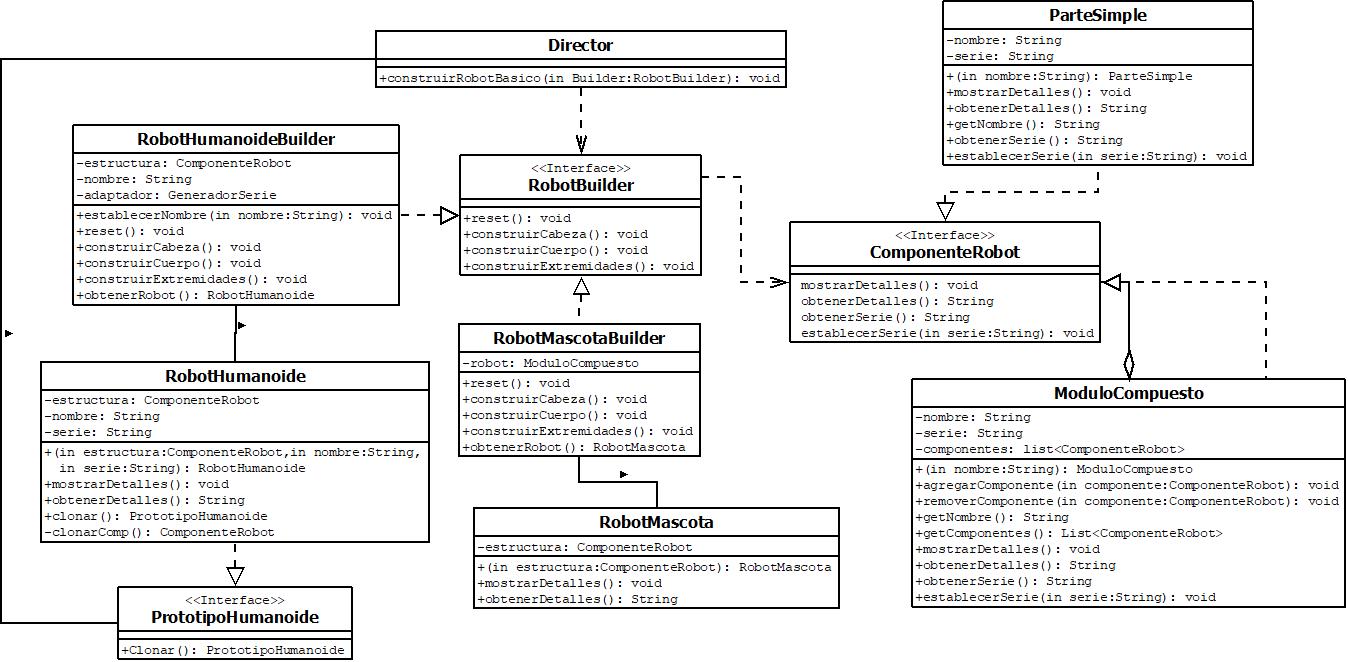 Director
+construirRobotBasico(in Builder:RobotBuilder): void
ParteSimple
-nombre: String
-serie: String
+(in nombre:String): ParteSimple
+mostrarDetalles(): void
+obtenerDetalles(): String
+getNombre(): String
+obtenerSerie(): String
+establecerSerie(in serie:String): void
RobotHumanoideBuilder
-estructura: ComponenteRobot
-nombre: String
-adaptador: GeneradorSerie
+establecerNombre(in nombre:String): void
+reset(): void
+construirCabeza(): void
+construirCuerpo(): void
+construirExtremidades(): void
+obtenerRobot(): RobotHumanoide
<<Interface>>
RobotBuilder
+reset(): void
+construirCabeza(): void
+construirCuerpo(): void
+construirExtremidades(): void
<<Interface>>
ComponenteRobot
mostrarDetalles(): void
obtenerDetalles(): String
obtenerSerie(): String
establecerSerie(in serie:String): void
RobotHumanoide
-estructura: ComponenteRobot
-nombre: String
-serie: String
+(in estructura:ComponenteRobot,in nombre:String,
in serie:String): RobotHumanoide
+mostrarDetalles(): void
+obtenerDetalles(): String
+clonar(): PrototipoHumanoide
-clonarComp(): ComponenteRobot
RobotMascotaBuilder
-robot: ModuloCompuesto
+reset(): void
+construirCabeza(): void
+construirCuerpo(): void
+construirExtremidades(): void
+obtenerRobot(): RobotMascota
ModuloCompuesto
-nombre: String
-serie: String
-componentes: list<ComponenteRobot>
+(in nombre:String): ModuloCompuesto
+agregarComponente(in componente:ComponenteRobot): void
+removerComponente(in componente:ComponenteRobot): void
+getNombre(): String
+getComponentes(): List<ComponenteRobot>
+mostrarDetalles(): void
+obtenerDetalles(): String
+obtenerSerie(): String
+establecerSerie(in serie:String): void
RobotMascota
-estructura: ComponenteRobot
+(in estructura:ComponenteRobot): RobotMascota
+mostrarDetalles(): void
+obtenerDetalles(): String
<<Interface>>
PrototipoHumanoide
+Clonar(): PrototipoHumanoide